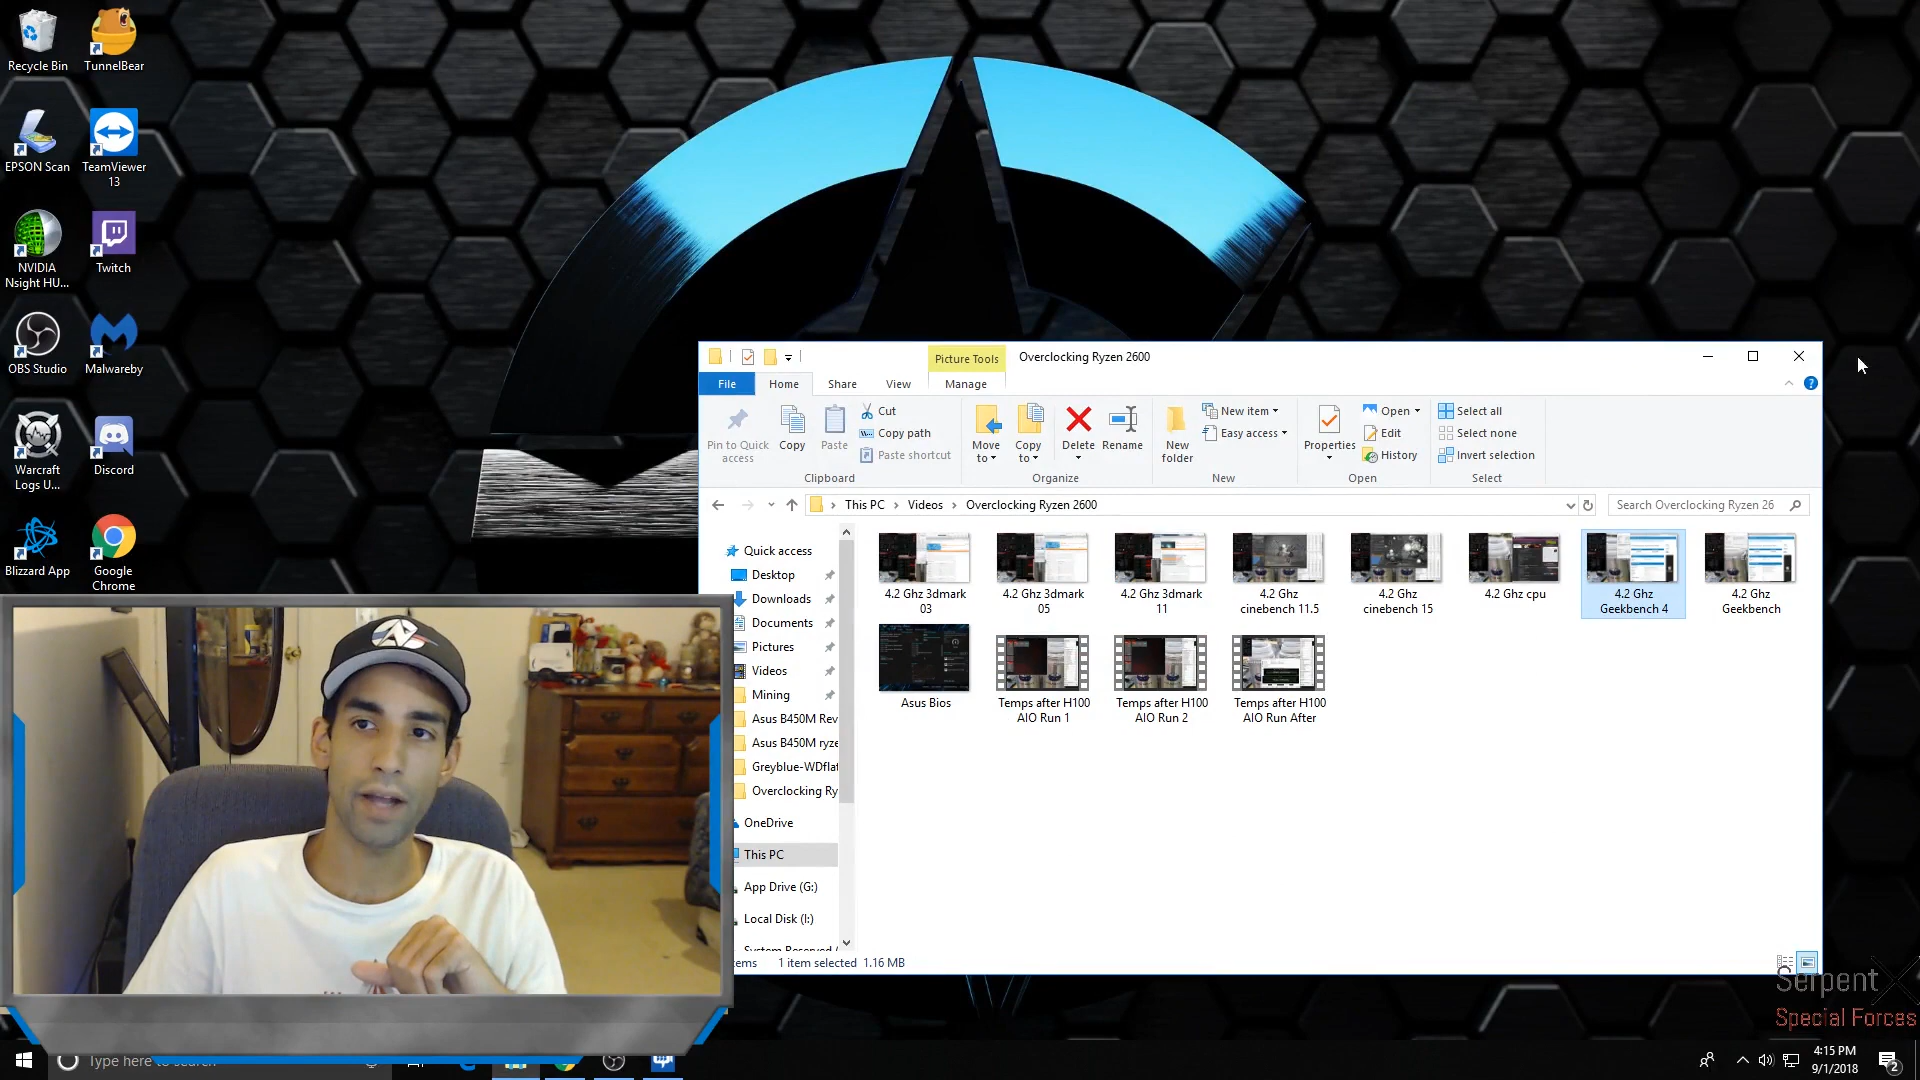 Recycle Bin
TunnelBear
EPSON Scan
TeamViewer
13
NVIDIA
Nsight HU...
Twitch
OBS Studio
Malwareby
Warcraft
Logs U...
Discord
Blizzard App
Google
Chrome
Picture Tools
Overclocking Ryzen 2600
File
Home
Share
View
Manage
Pin to Quick
access
Copy
Paste
Cut
Copy path
Paste shortcut
Clipboard
Move
to
Copy
to
Delete
Rename
Organize
New
folder
New item
Easy access
New
Properties
Open
Edit
History
Open
Select all
Select none
Invert selection
Select
This PC
Videos
Overclocking Ryzen 2600
Search Overclocking Ryzen 26
Quick access
Desktop
Downloads
Documents
Pictures
Videos
Mining
Asus B450M Rev
Asus B450M ryze
Greyblue-WDflat
Overclocking Ry
OneDrive
This PC
App Drive (G:)
Local Disk (I:)
System Reserved (
4.2 Ghz 3dmark
03
4.2 Ghz 3dmark
05
4.2 Ghz 3dmark
11
4.2 Ghz
cinebench 11.5
4.2 Ghz
cinebench 15
4.2 Ghz cpu
4.2 Ghz
Geekbench 4
4.2 Ghz
Geekbench
Asus Bios
Temps after H100
AIO Run 1
Temps after H100
AIO Run 2
Temps after H100
AIO Run After
tems
1 item selected 1.16 MB
SerpentX
Special Forces
Type here to search
4:15 PM
9/1/2018
2